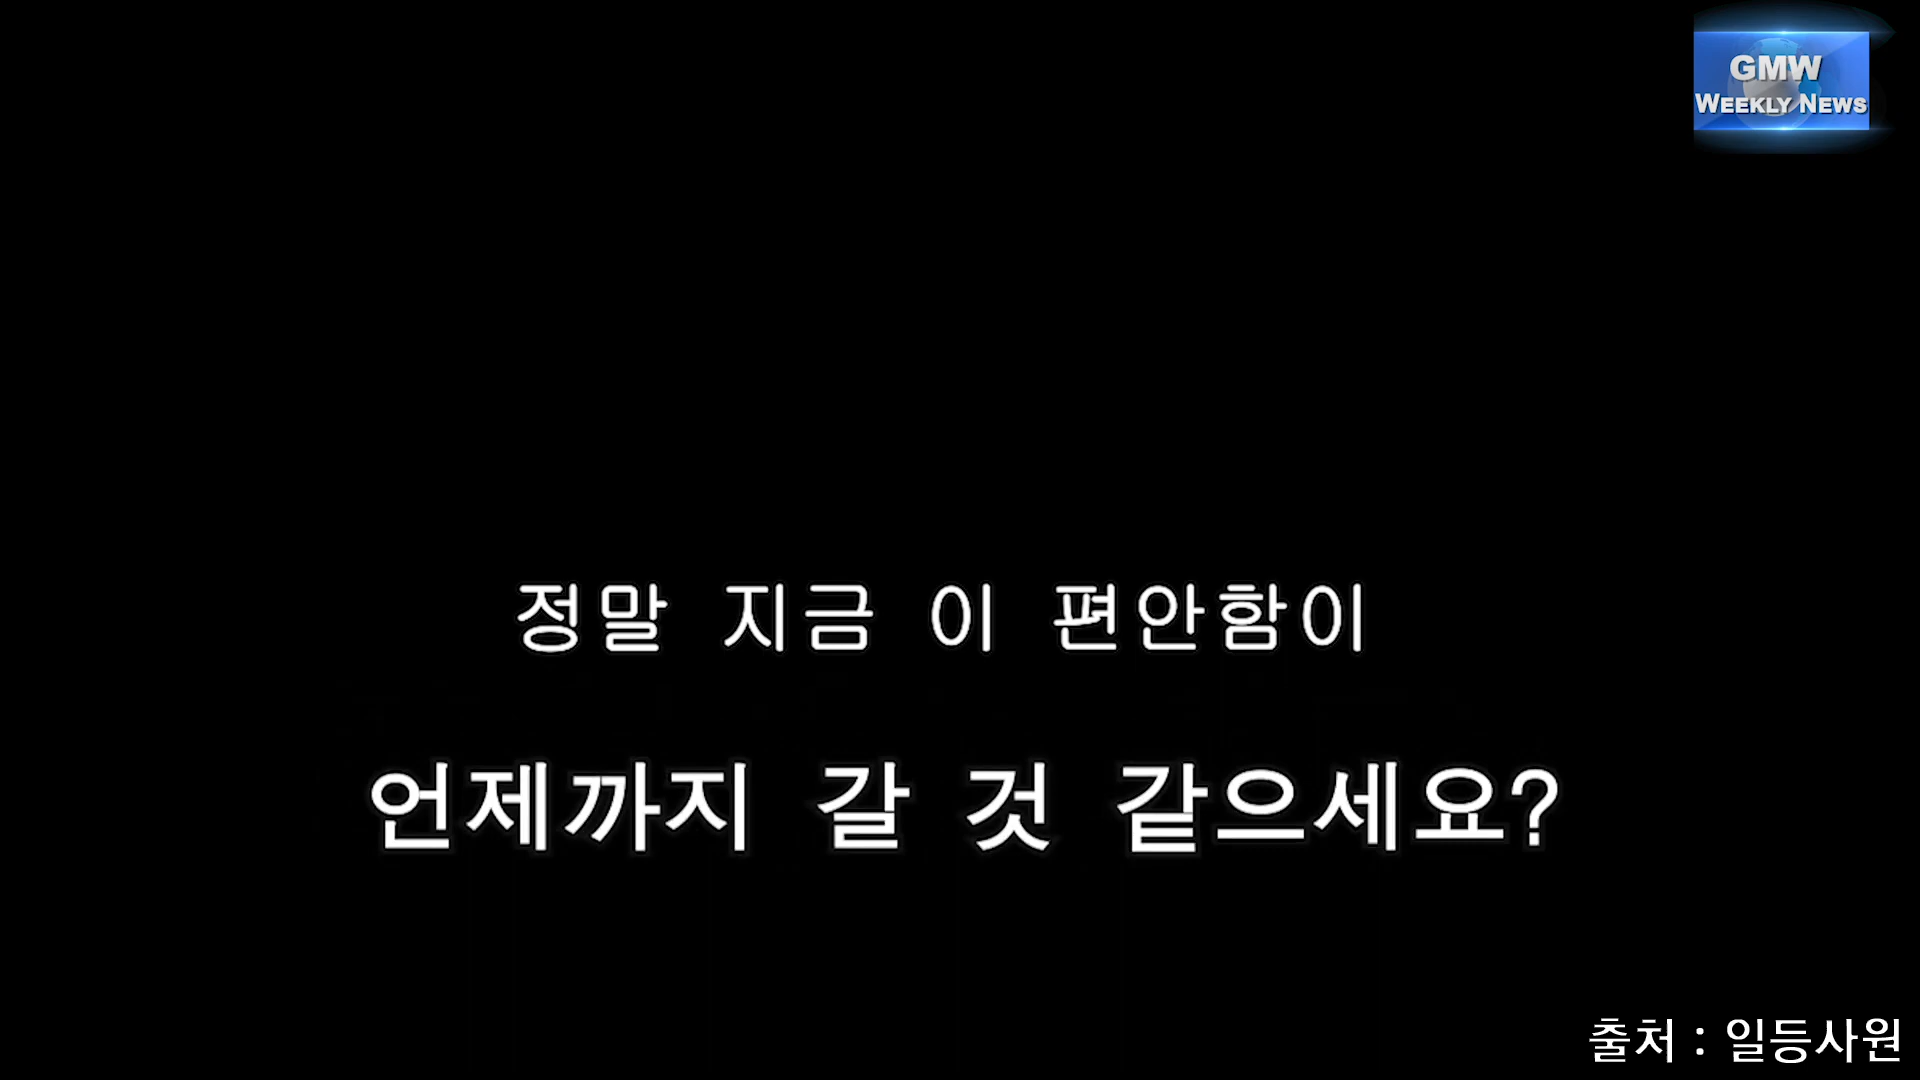 GMW
WEEKLY NEWS
정말 지금 이 편안함이
언제까지 갈 것 같으세요?
출처 : 일등사원